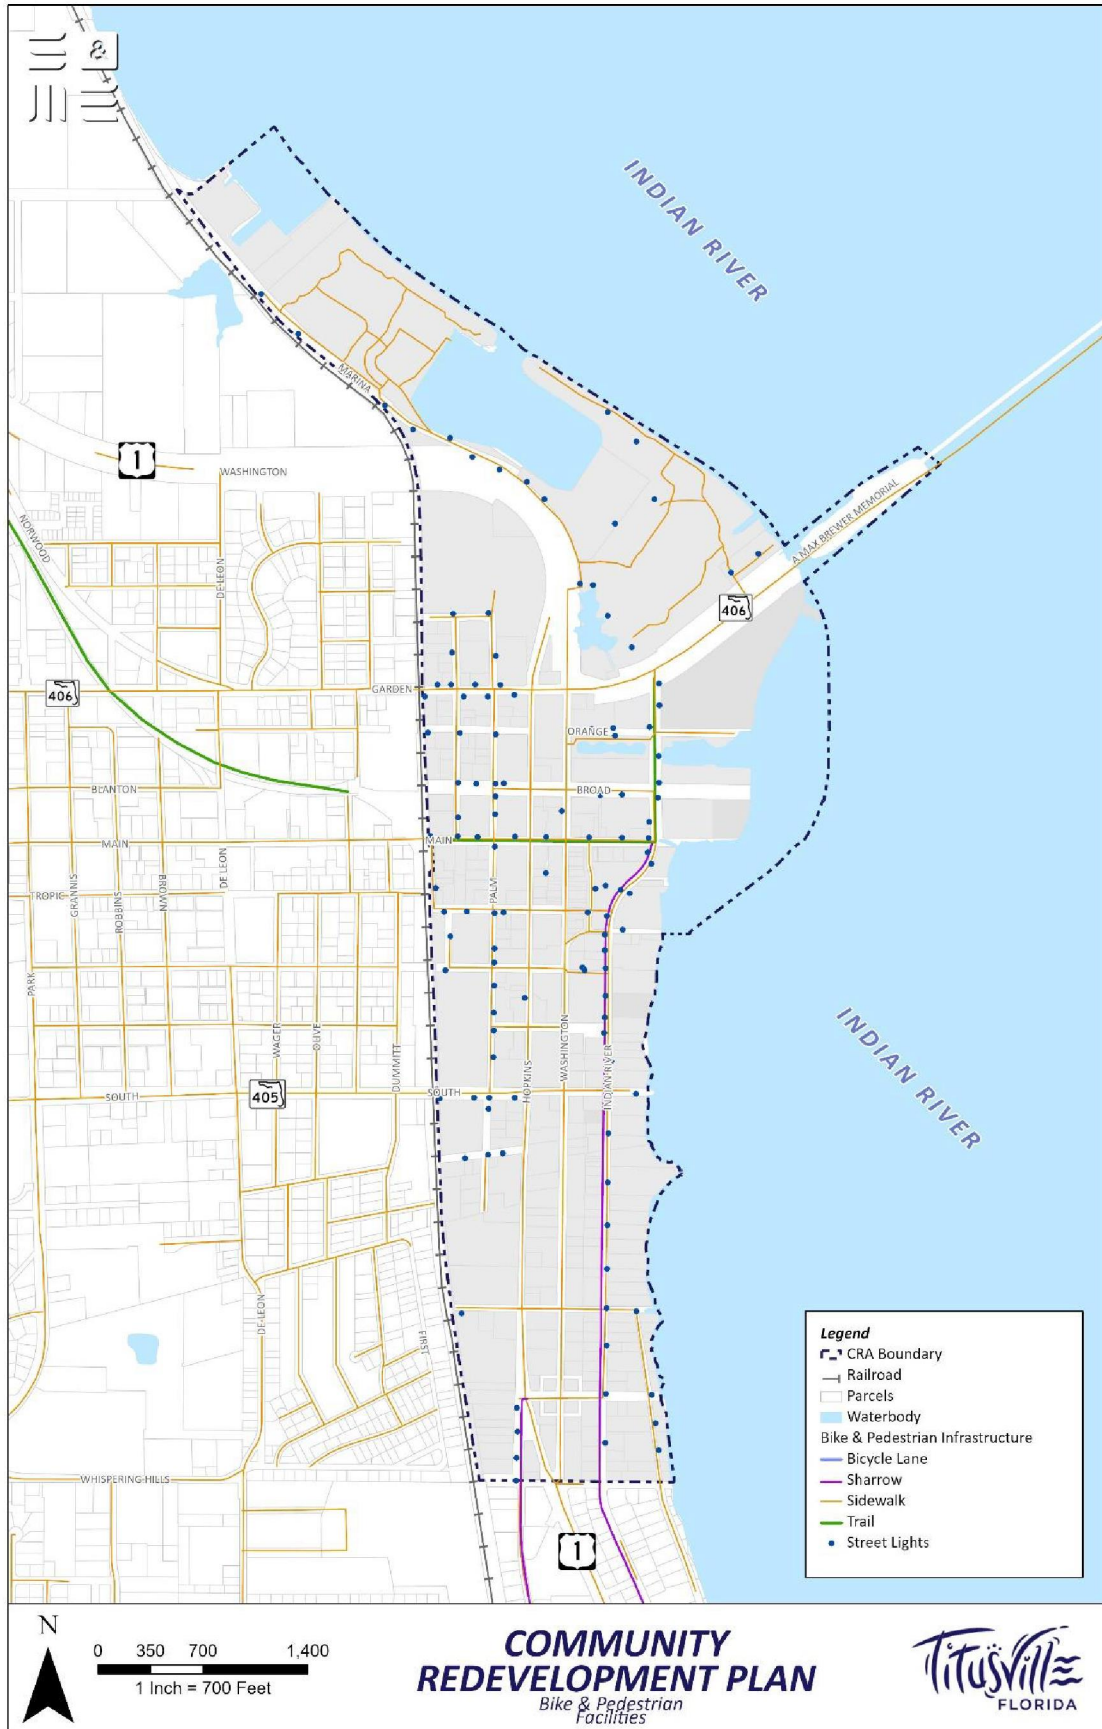 &
INDIAN RIVER
MARINA
1
WASHINGTON
NORWOOD
DE-LEON
A MAX BREWER MEMORIAL
406
406
GARDEN
ORANGE
BLANTON
BROAD
MAIN
MAIN
TROPIC
GRANNIS
ROBBINS
BROWN
DE LEON
PALM
PARK
WAGER
OLIVE
DUMMITT
HOPKINS
WASHINGTON
INDIAN RIVER
INDIAN RIVER
SOUTH
405
SOUTH
DE-LEON
FIRST
WHISPERING HILLS
1
Legend
CRA Boundary
Railroad
Parcels
Waterbody
Bike & Pedestrian Infrastructure
Bicycle Lane
Sharrow
Sidewalk
Trail
Street Lights
N
0 350 700 1,400
1 Inch = 700 Feet
COMMUNITY
REDEVELOPMENT PLAN
Bike & Pedestrian
Facilities
Titusville
FLORIDA